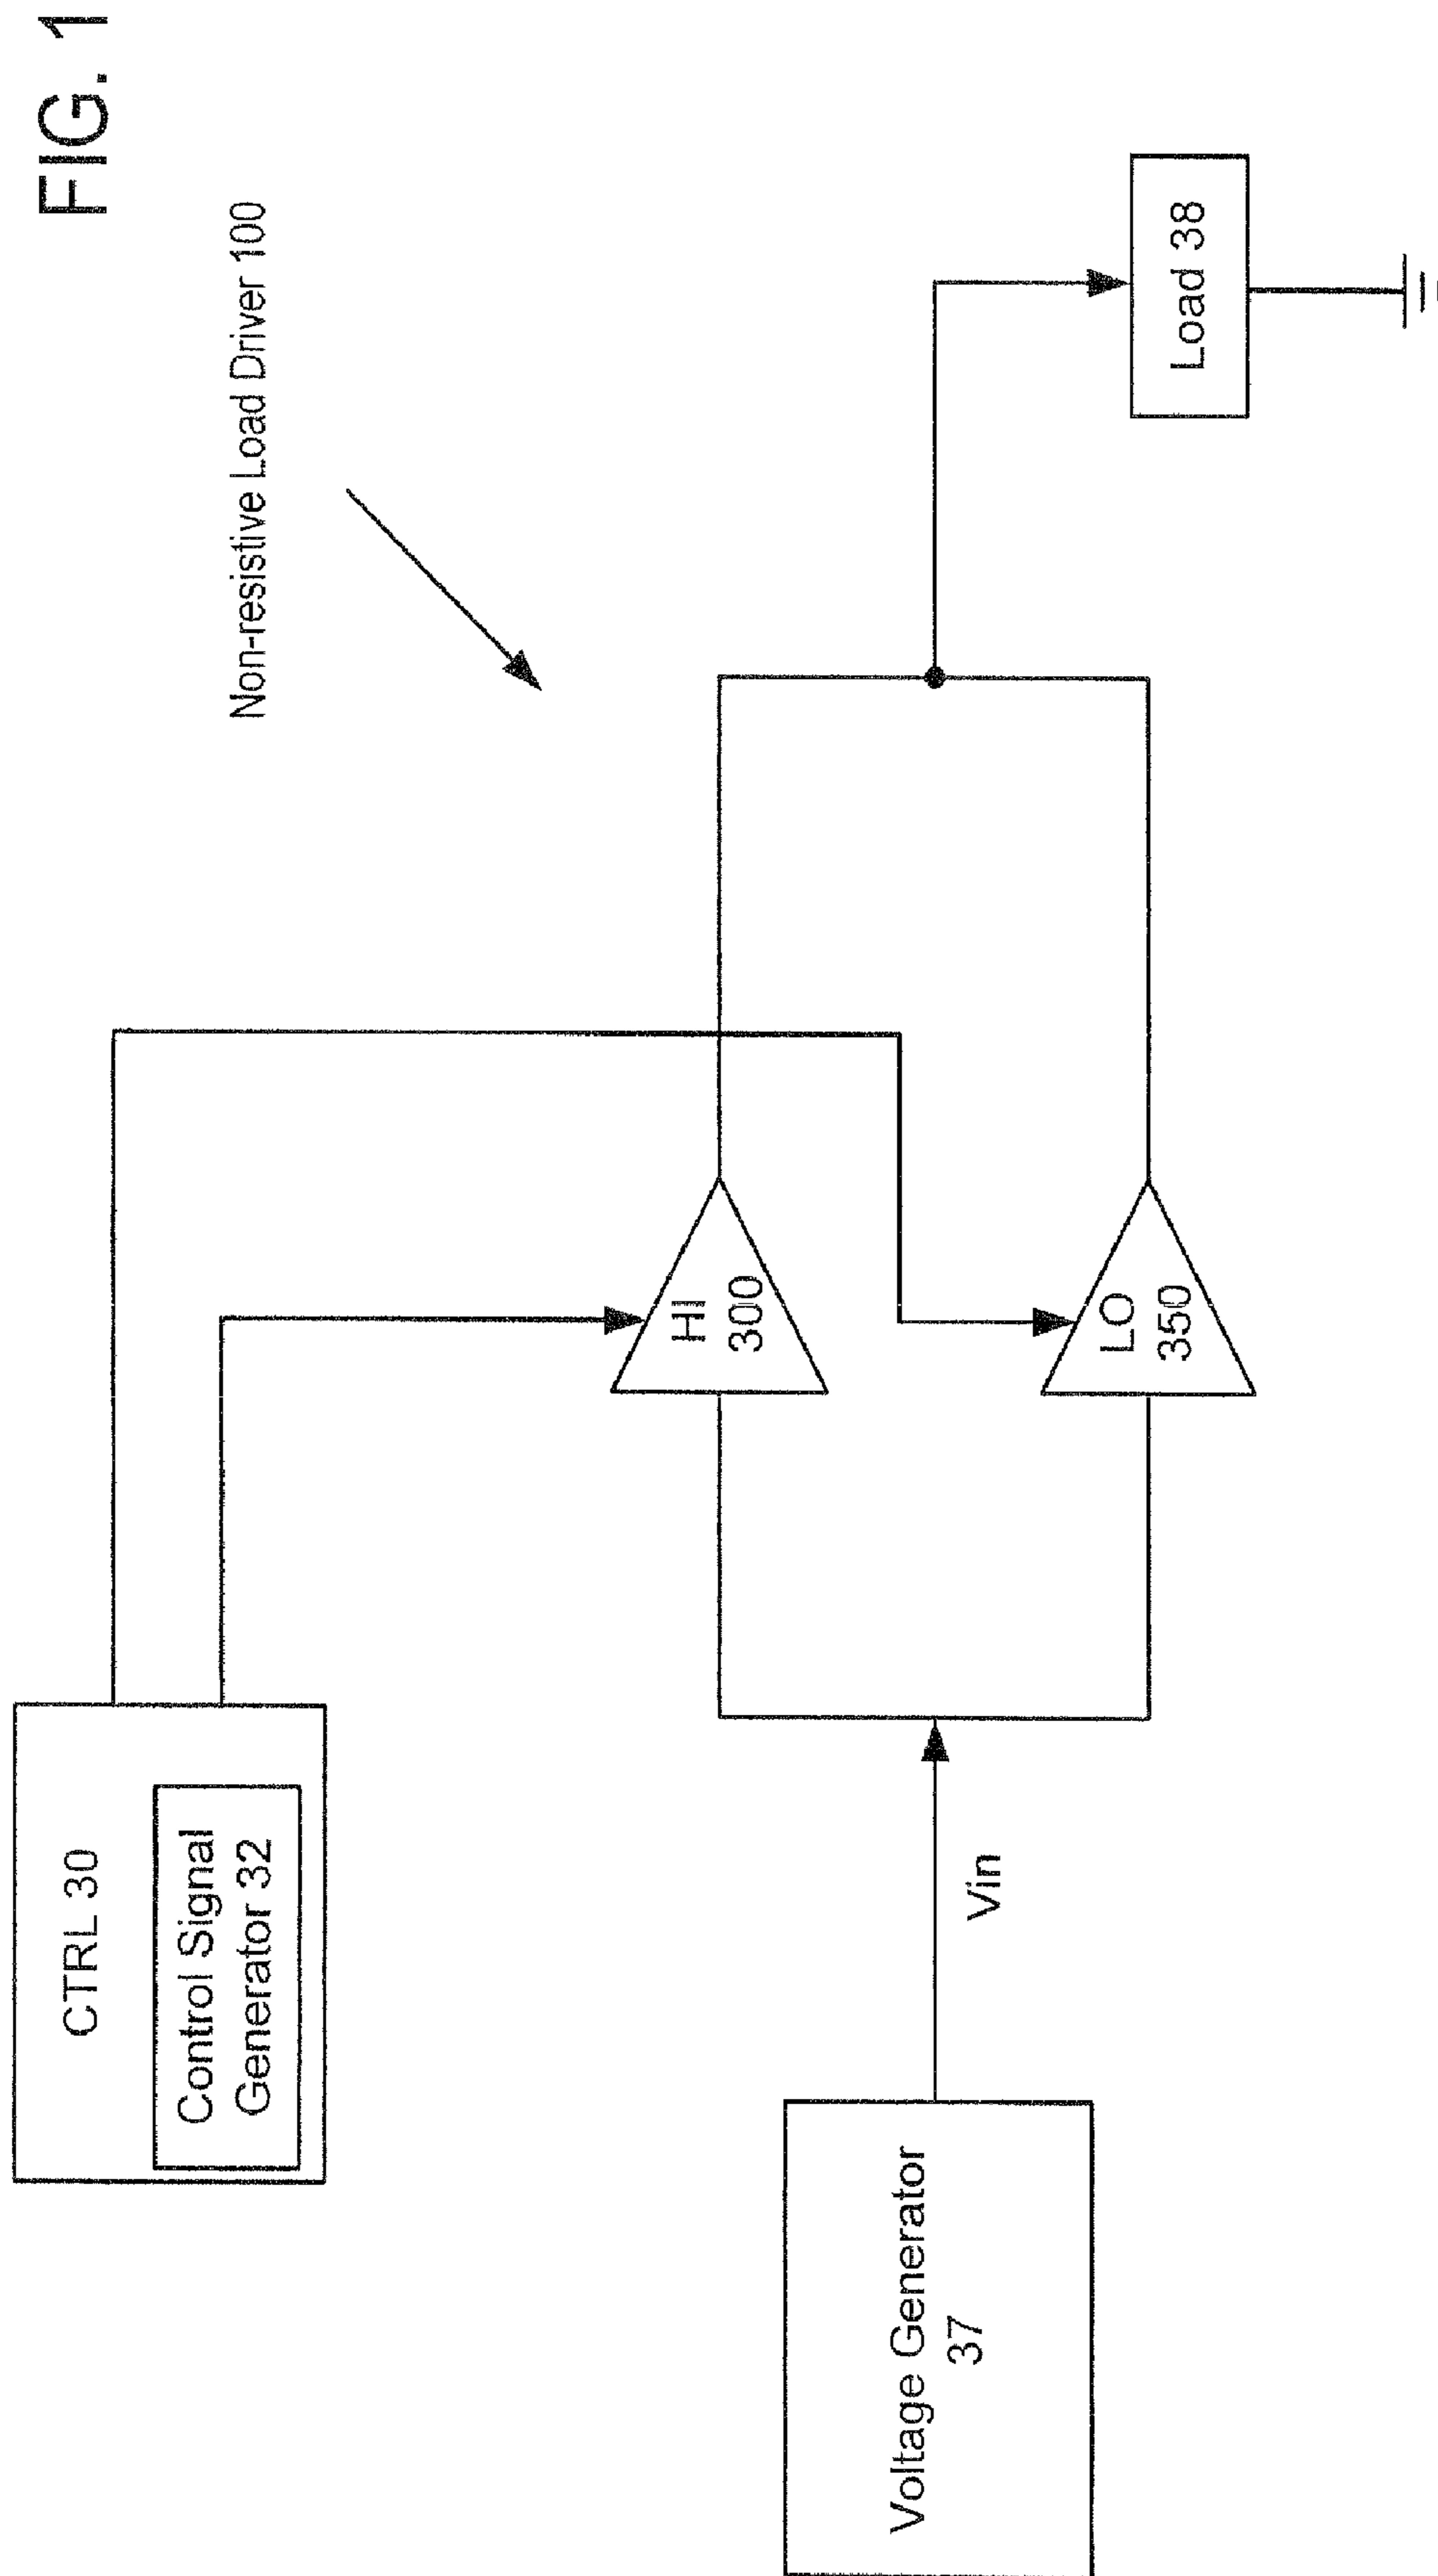 FIG. 1
Non-resistive Load Driver 100
CTRL 30
Control Signal
Generator 32
HI
300
LO
350
Vin
Voltage Generator
37
Load 38